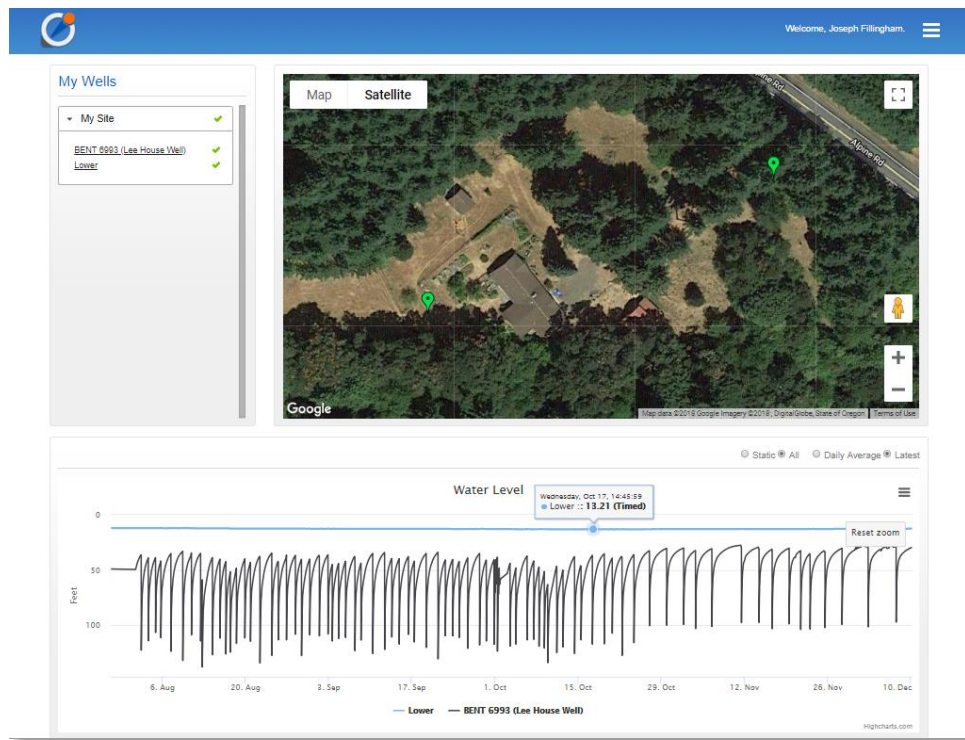 Welcome, Joseph Fillingham.
My Wells
My Site
BENT 6993 (Lee House Well)
Lower
Map Satellite
Alpine Rd
Alpine Rd
Google
Map data ©2019 Google Imagery ©2019, DigitalGlobe, State of Oregon Terms of Use
Static All Daily Average Latest
Water Level
Wednesday, Oct 17, 14:45:59
Lower :: 13.21 (Timed)
Reset zoom
0
50
100
Feet
6. Aug 20. Aug 3. Sep 17. Sep 1. Oct 15. Oct 29. Oct 12. Nov 26. Nov 10. Dec
Lower BENT 6993 (Lee House Well)
Highcharts.com